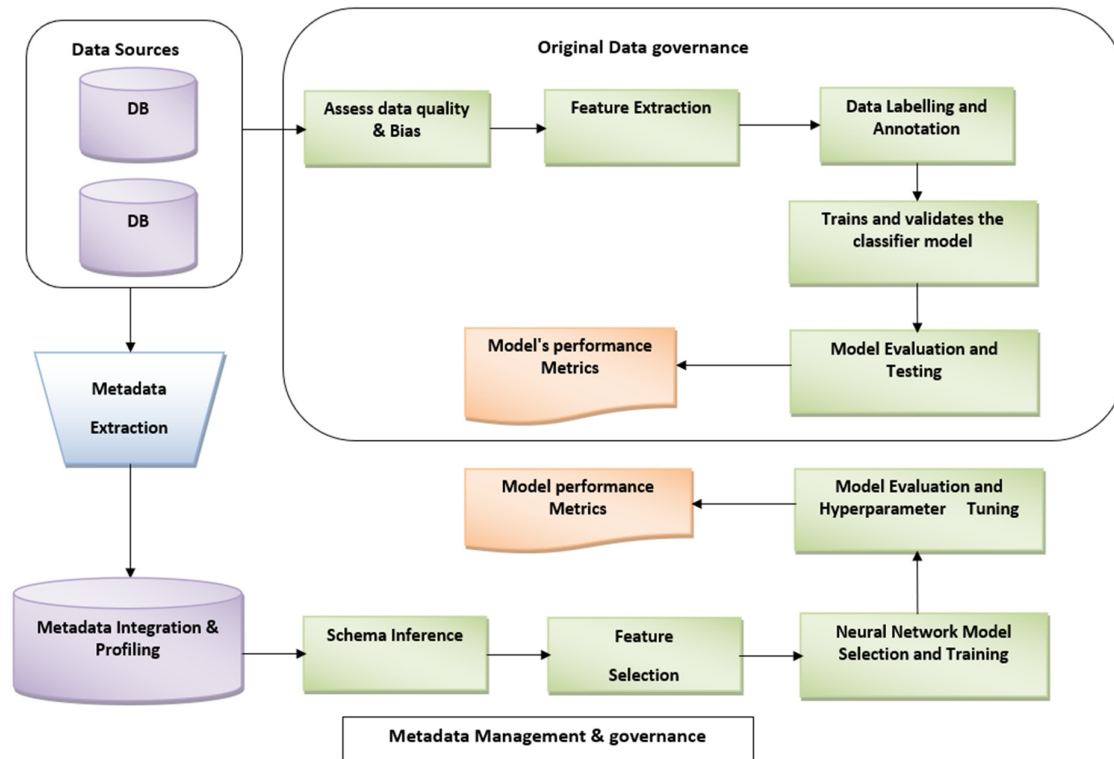 Data Sources
DB
DB
Original Data governance
Assess data quality
& Bias
Feature Extraction
Data Labelling and
Annotation
Trains and validates the
classifier model
Model Evaluation and
Testing
Model's performance
Metrics
Metadata
Extraction
Metadata Integration &
Profiling
Schema Inference
Feature
Selection
Neural Network Model
Selection and Training
Model Evaluation and
Hyperparameter Tuning
Model performance
Metrics
Metadata Management & governance